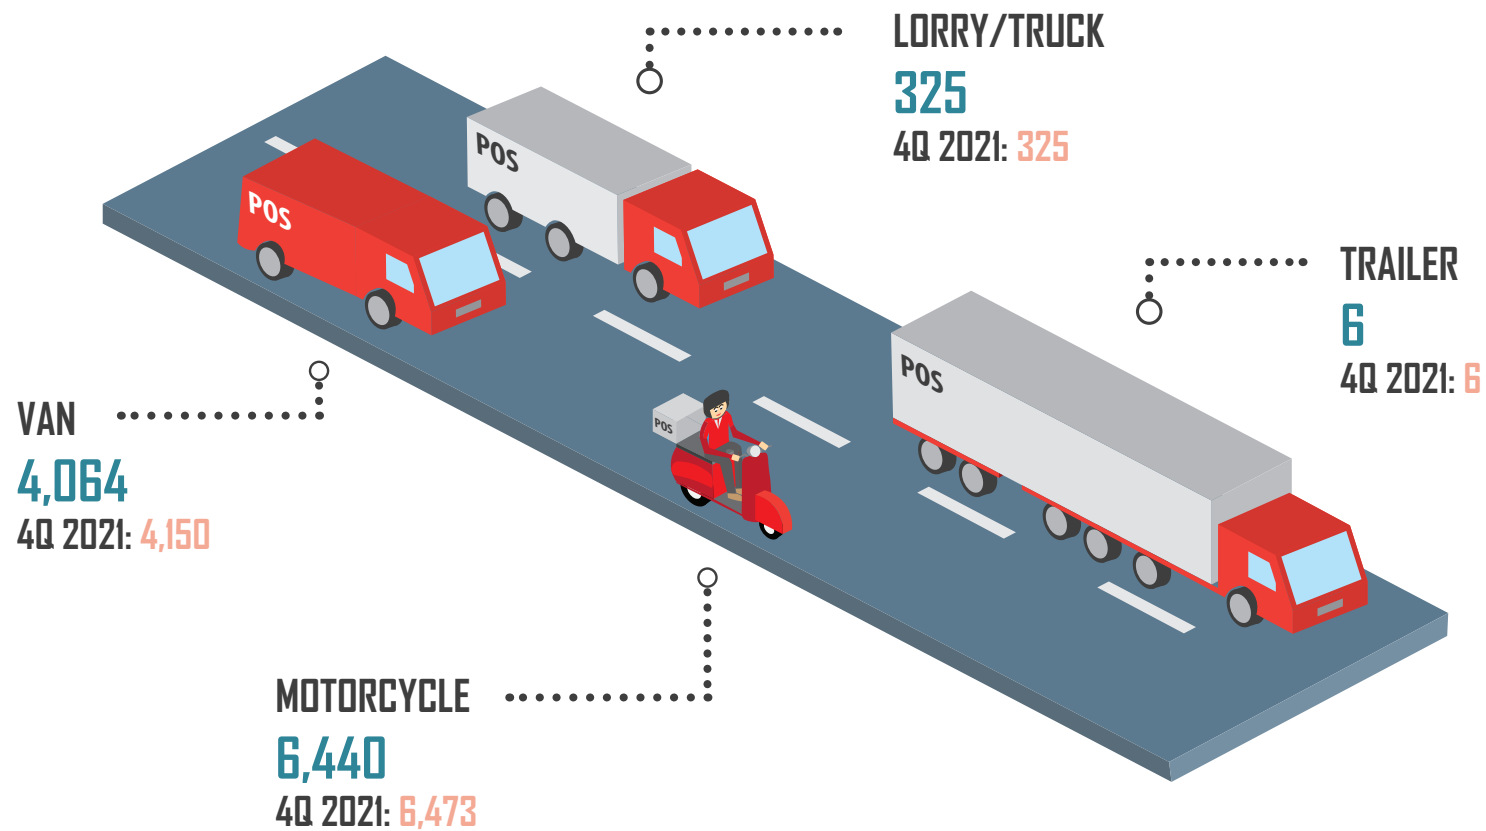 LORRY/TRUCK
325
4Q 2021: 325
POS
POS
TRAILER
6
4Q 2021: 6
POS
VAN
4,064
4Q 2021: 4,150
POS
MOTORCYCLE
6,440
4Q 2021: 6,473